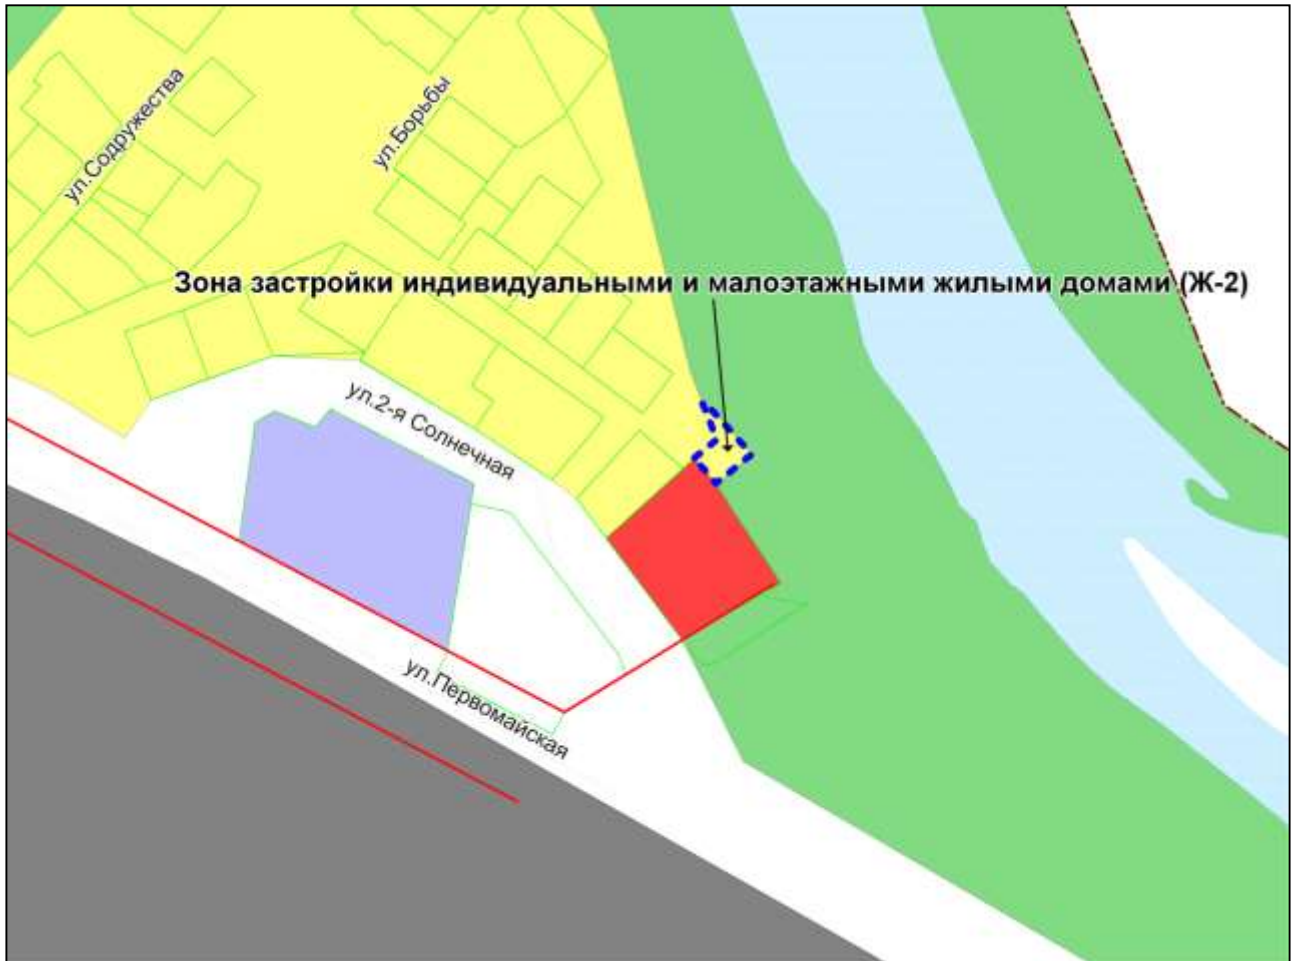 ул.Содружества
ул.Борьбы
Зона застройки индивидуальными и малоэтажными жилыми домами (Ж-2)
ул.2-я Солнечная
ул.Первомайская